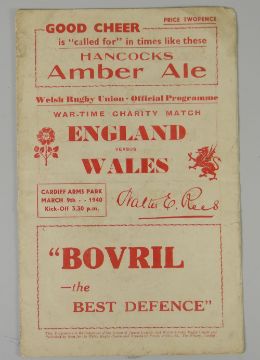 PRICE TWOPENCE
GOOD CHEER
is "called for" in times like these
HANCOCKS
Amber Ale
Welsh Rugby Union - Official Programme
WAR-TIME CHARITY MATCH
ENGLAND
VERSUS
WALES
CARDIFF ARMS PARK
MARCH 9th - - 1940
Kick-Off 3.30 p.m.
Walter E. Rees
"BOVRIL
—the
BEST DEFENCE"